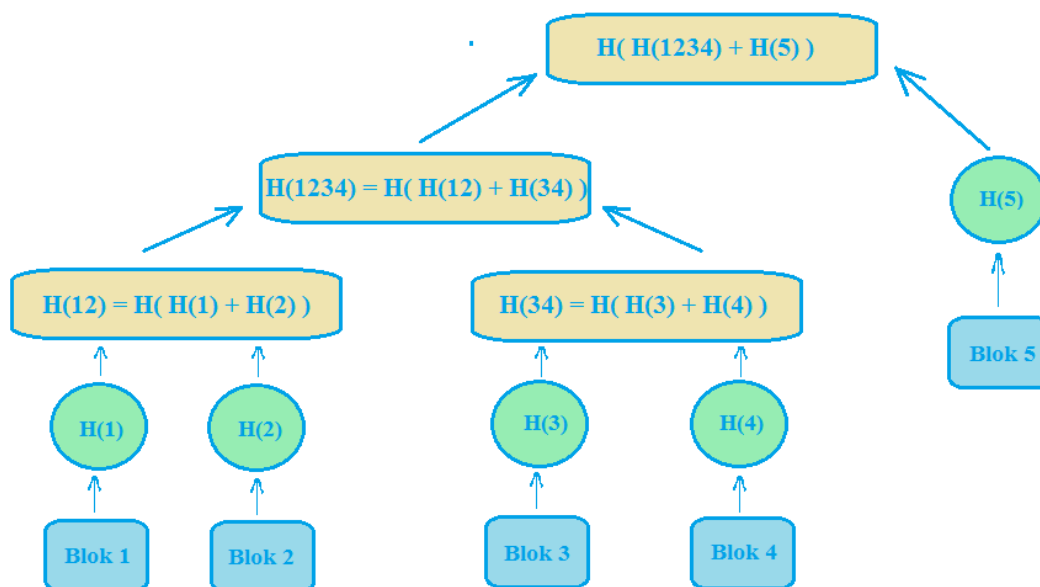 H( H(1234) + H(5) )
H(1234) = H( H(12) + H(34) )
H(5)
H(12) = H( H(1) + H(2) )
H(34) = H( H(3) + H(4) )
Blok 5
H(1)
H(2)
H(3)
H(4)
Blok 1
Blok 2
Blok 3
Blok 4